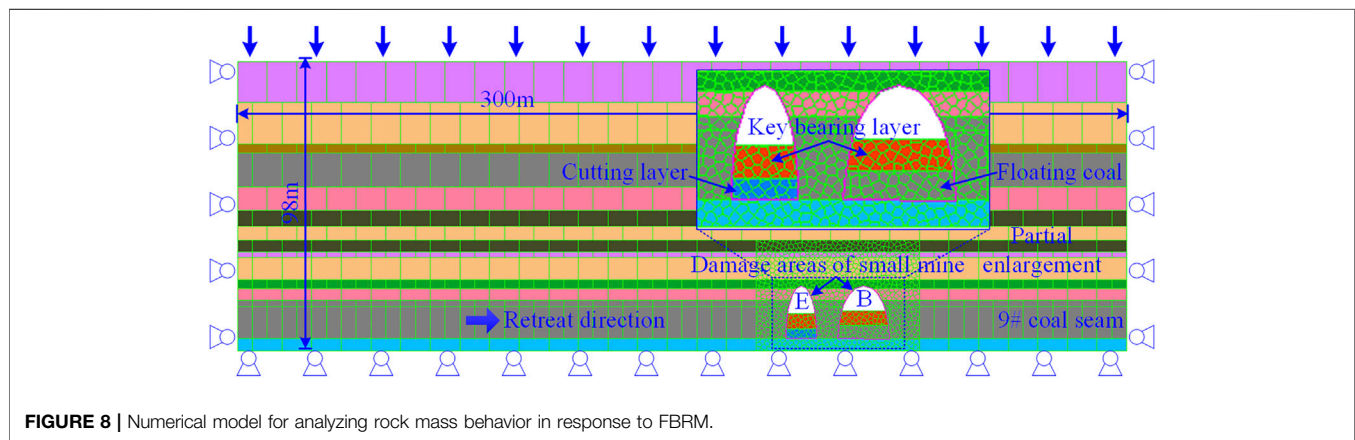 300m
98m
Key bearing layer
Cutting layer
Floating coal
Partial
enlargement
Damage areas of small mine
E
B
Retreat direction
9# coal seam
FIGURE 8 | Numerical model for analyzing rock mass behavior in response to FBRM.